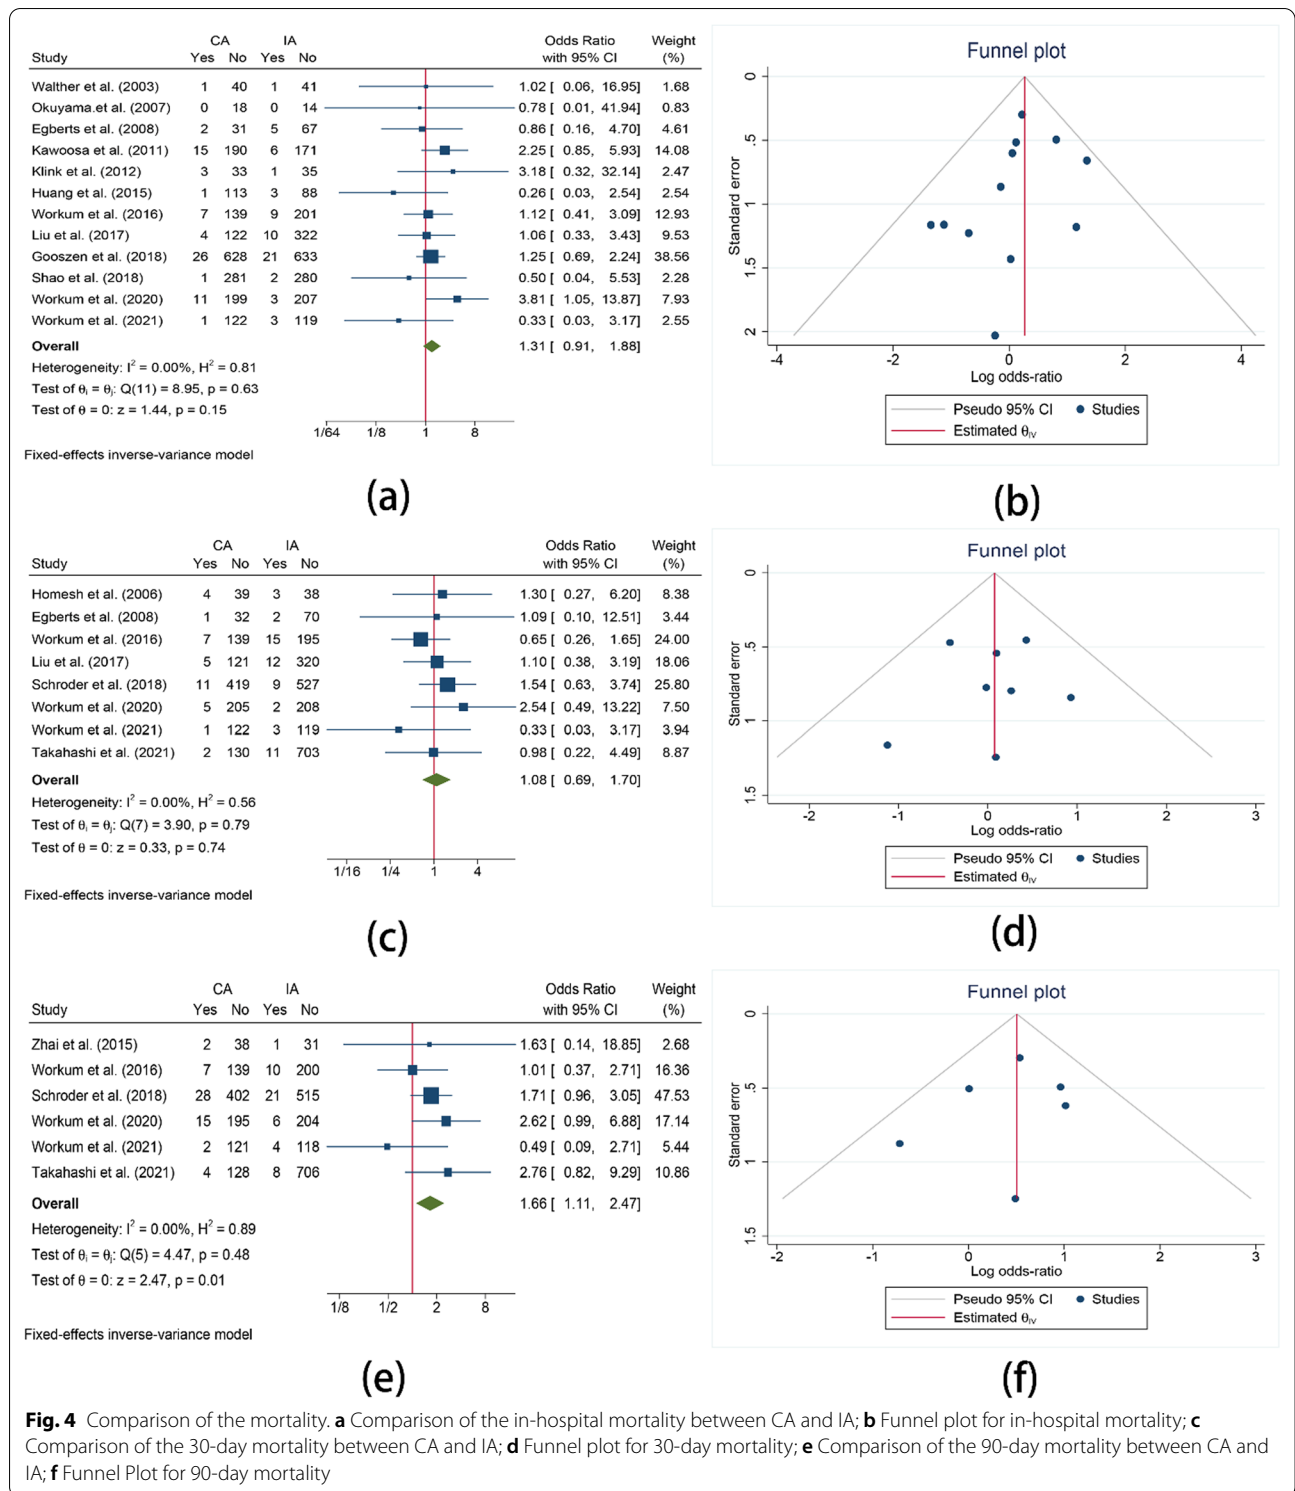 CA IA Odds Ratio Weight
Study Yes No Yes No with 95% CI (%)
Walther et al. (2003) 1 40 1 41 1.02 [ 0.06, 16.95] 1.68
Okuyama.et al. (2007) 0 18 0 14 0.78 [ 0.01, 41.94] 0.83
Egberts et al. (2008) 2 31 5 67 0.86 [ 0.16, 4.70] 4.61
Kawoosa et al. (2011) 15 190 6 171 2.25 [ 0.85, 5.93] 14.08
Klink et al. (2012) 3 33 1 35 3.18 [ 0.32, 32.14] 2.47
Huang et al. (2015) 1 113 3 88 0.26 [ 0.03, 2.54] 2.54
Workum et al. (2016) 7 139 9 201 1.12 [ 0.41, 3.09] 12.93
Liu et al. (2017) 4 122 10 322 1.06 [ 0.33, 3.43] 9.53
Gooszen et al. (2018) 26 628 21 633 1.25 [ 0.69, 2.24] 38.56
Shao et al. (2018) 1 281 2 280 0.50 [ 0.04, 5.53] 2.28
Workum et al. (2020) 11 199 3 207 3.81 [ 1.05, 13.87] 7.93
Workum et al. (2021) 1 122 3 119 0.33 [ 0.03, 3.17] 2.55
Overall 1.31 [ 0.91, 1.88]
Heterogeneity: I² = 0.00%, H² = 0.81
Test of θi = θj: Q(11) = 8.95, p = 0.63
Test of θ = 0: z = 1.44, p = 0.15
1/64 1/8 1 8
Fixed-effects inverse-variance model
(a)
Funnel plot
Standard error
0
.5
1
1.5
2
-4 -2 0 2 4
Log odds-ratio
Pseudo 95% CI Studies
Estimated θIV
(b)
CA IA Odds Ratio Weight
Study Yes No Yes No with 95% CI (%)
Homesh et al. (2006) 4 39 3 38 1.30 [ 0.27, 6.20] 8.38
Egberts et al. (2008) 1 32 2 70 1.09 [ 0.10, 12.51] 3.44
Workum et al. (2016) 7 139 15 195 0.65 [ 0.26, 1.65] 24.00
Liu et al. (2017) 5 121 12 320 1.10 [ 0.38, 3.19] 18.06
Schroder et al. (2018) 11 419 9 527 1.54 [ 0.63, 3.74] 25.80
Workum et al. (2020) 5 205 2 208 2.54 [ 0.49, 13.22] 7.50
Workum et al. (2021) 1 122 3 119 0.33 [ 0.03, 3.17] 3.94
Takahashi et al. (2021) 2 130 11 703 0.98 [ 0.22, 4.49] 8.87
Overall 1.08 [ 0.69, 1.70]
Heterogeneity: I² = 0.00%, H² = 0.56
Test of θi = θj: Q(7) = 3.90, p = 0.79
Test of θ = 0: z = 0.33, p = 0.74
1/16 1/4 1 4
Fixed-effects inverse-variance model
(c)
Funnel plot
Standard error
0
.5
1
1.5
-2 -1 0 1 2 3
Log odds-ratio
Pseudo 95% CI Studies
Estimated θIV
(d)
CA IA Odds Ratio Weight
Study Yes No Yes No with 95% CI (%)
Zhai et al. (2015) 2 38 1 31 1.63 [ 0.14, 18.85] 2.68
Workum et al. (2016) 7 139 10 200 1.01 [ 0.37, 2.71] 16.36
Schroder et al. (2018) 28 402 21 515 1.71 [ 0.96, 3.05] 47.53
Workum et al. (2020) 15 195 6 204 2.62 [ 0.99, 6.88] 17.14
Workum et al. (2021) 2 121 4 118 0.49 [ 0.09, 2.71] 5.44
Takahashi et al. (2021) 4 128 8 706 2.76 [ 0.82, 9.29] 10.86
Overall 1.66 [ 1.11, 2.47]
Heterogeneity: I² = 0.00%, H² = 0.89
Test of θi = θj: Q(5) = 4.47, p = 0.48
Test of θ = 0: z = 2.47, p = 0.01
1/8 1/2 2 8
Fixed-effects inverse-variance model
(e)
Funnel plot
Standard error
0
.5
1
1.5
-2 -1 0 1 2 3
Log odds-ratio
Pseudo 95% CI Studies
Estimated θIV
(f)
Fig. 4 Comparison of the mortality. a Comparison of the in-hospital mortality between CA and IA; b Funnel plot for in-hospital mortality; c
Comparison of the 30-day mortality between CA and IA; d Funnel plot for 30-day mortality; e Comparison of the 90-day mortality between CA and
IA; f Funnel Plot for 90-day mortality